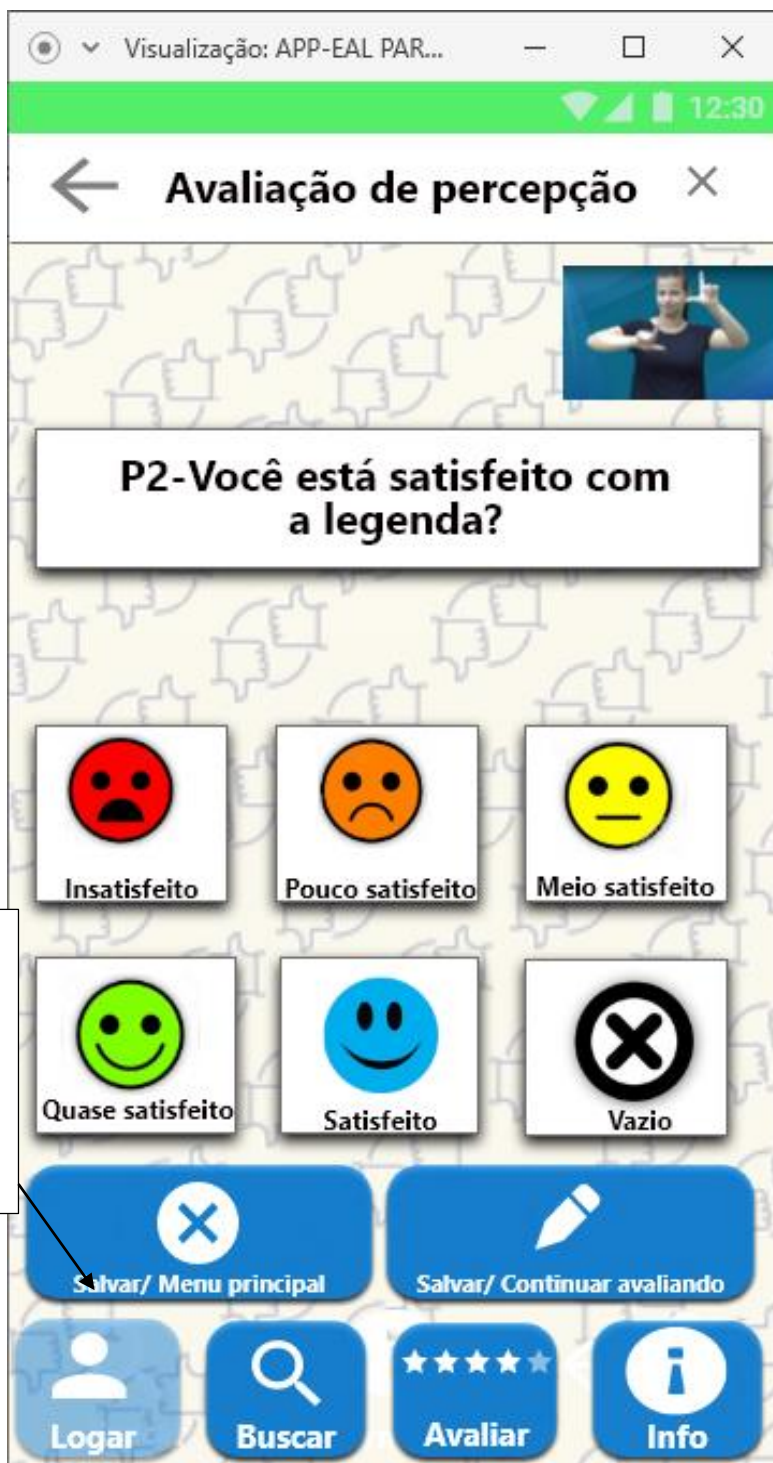 Visualização: APP-EAL PAR...
12:30
Avaliação de percepção
P2-Você está satisfeito com
a legenda?
Insatisfeito
Pouco satisfeito
Meio satisfeito
Quase satisfeito
Satisfeito
Vazio
Salvar/ Menu principal
Salvar/ Continuar avaliando
Logar
Buscar
Avaliar
Info